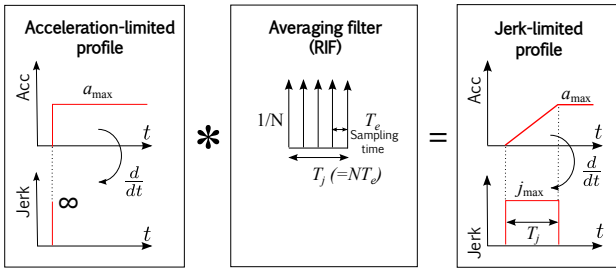 Acceleration-limited
profile
Acc
a_max
t
d/dt
Jerk
∞
t
*
Averaging filter
(RIF)
1/N
T_e
Sampling
time
T_j (=NT_e)
=
Jerk-limited
profile
Acc
a_max
t
d/dt
Jerk
j_max
T_j
t